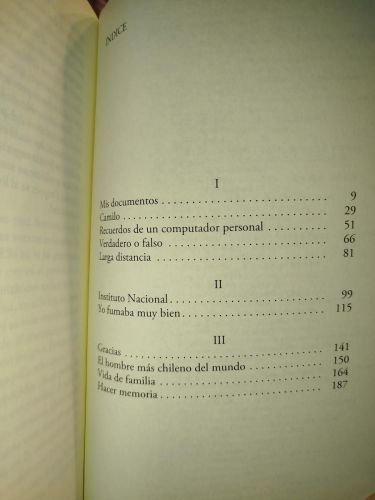 ÍNDICE
I
Mis documentos . . . . . . . . . . . . . . . . . . . . . . . . . . . 9
Camilo . . . . . . . . . . . . . . . . . . . . . . . . . . . . . . . . . 29
Recuerdos de un computador personal . . . . . . . . . . . 51
Verdadero o falso . . . . . . . . . . . . . . . . . . . . . . . . . . 66
Larga distancia . . . . . . . . . . . . . . . . . . . . . . . . . . . . 81
II
Instituto Nacional . . . . . . . . . . . . . . . . . . . . . . . . . . 99
Yo fumaba muy bien . . . . . . . . . . . . . . . . . . . . . . . . 115
III
Gracias . . . . . . . . . . . . . . . . . . . . . . . . . . . . . . . . 141
El hombre más chileno del mundo . . . . . . . . . . . . . . 150
Vida de familia . . . . . . . . . . . . . . . . . . . . . . . . . . . . 164
Hacer memoria . . . . . . . . . . . . . . . . . . . . . . . . . . . 187